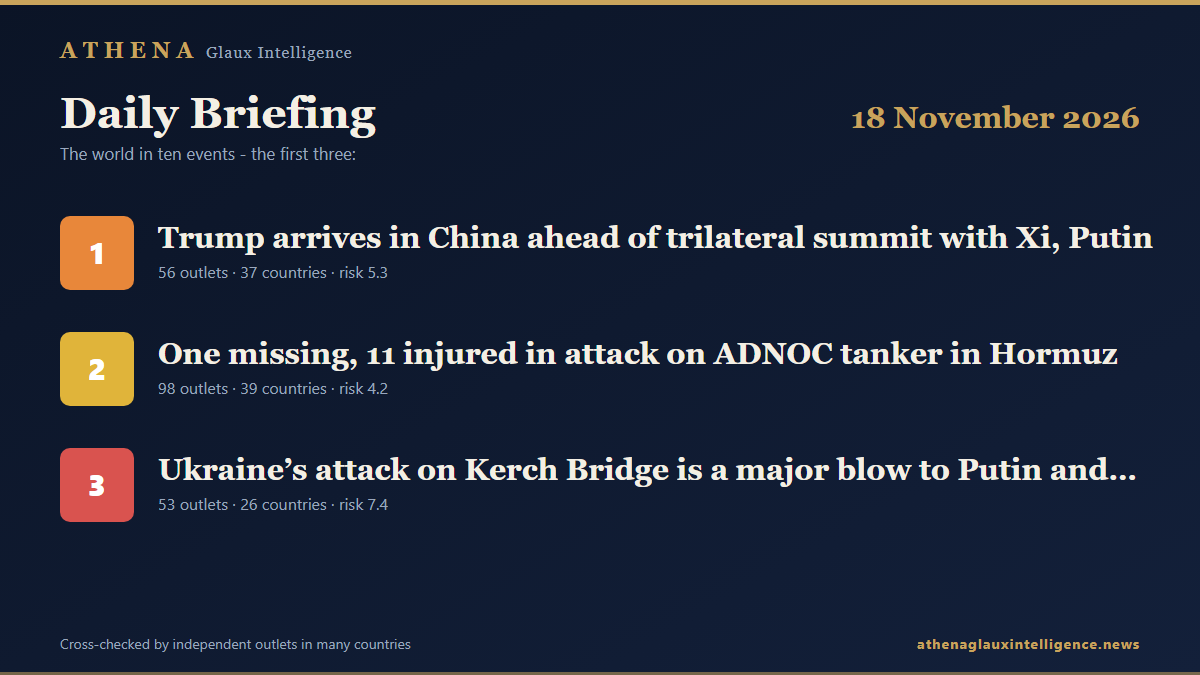 ATHENA Glaux Intelligence
Daily Briefing
18 November 2026
The world in ten events - the first three:
1
Trump arrives in China ahead of trilateral summit with Xi, Putin
56 outlets · 37 countries · risk 5.3
2
One missing, 11 injured in attack on ADNOC tanker in Hormuz
98 outlets · 39 countries · risk 4.2
3
Ukraine’s attack on Kerch Bridge is a major blow to Putin and...
53 outlets · 26 countries · risk 7.4
Cross-checked by independent outlets in many countries
athenaglauxintelligence.news